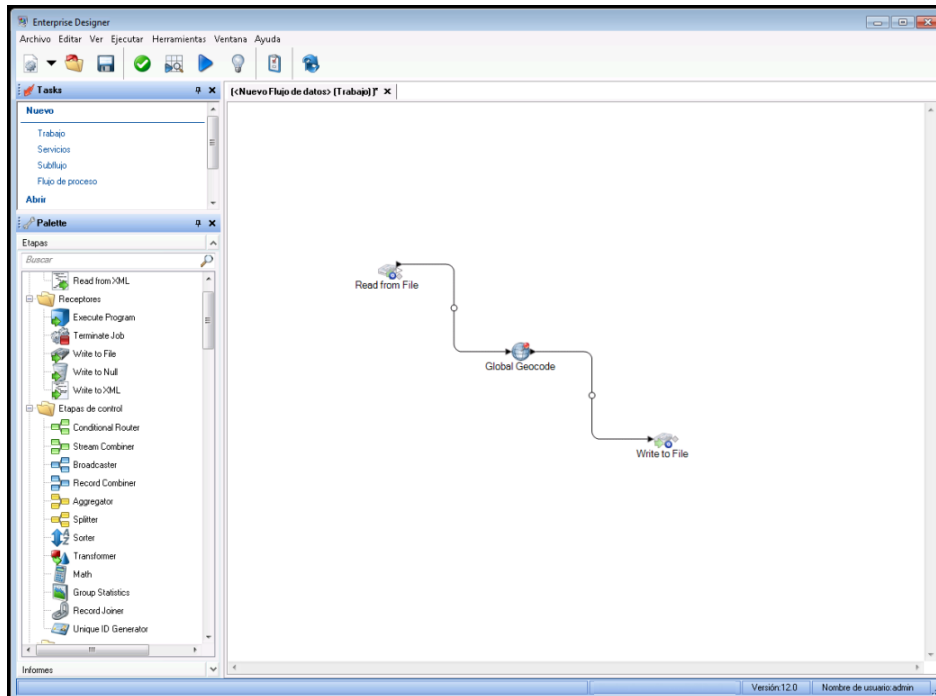 Enterprise Designer
Archivo Editar Ver Ejecutar Herramientas Ventana Ayuda
Tasks
Nuevo
Trabajo
Servicios
Subflujo
Flujo de proceso
Abrir
Palette
Etapas
Buscar
Read from XML
Receptores
Execute Program
Terminate Job
Write to File
Write to Null
Write to XML
Etapas de control
Conditional Router
Stream Combiner
Broadcaster
Record Combiner
Aggregator
Splitter
Sorter
Transformer
Math
Group Statistics
Record Joiner
Unique ID Generator
Informes
[<Nuevo Flujo de datos> (Trabajo)]*
Read from File
Global Geocode
Write to File
Versión:12.0 Nombre de usuario:admin